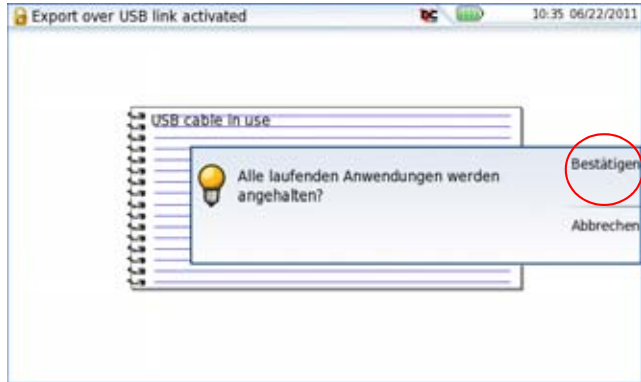 Export over USB link activated
10:35 06/22/2011
USB cable in use
Alle laufenden Anwendungen werden
angehalten?
Bestätigen
Abbrechen